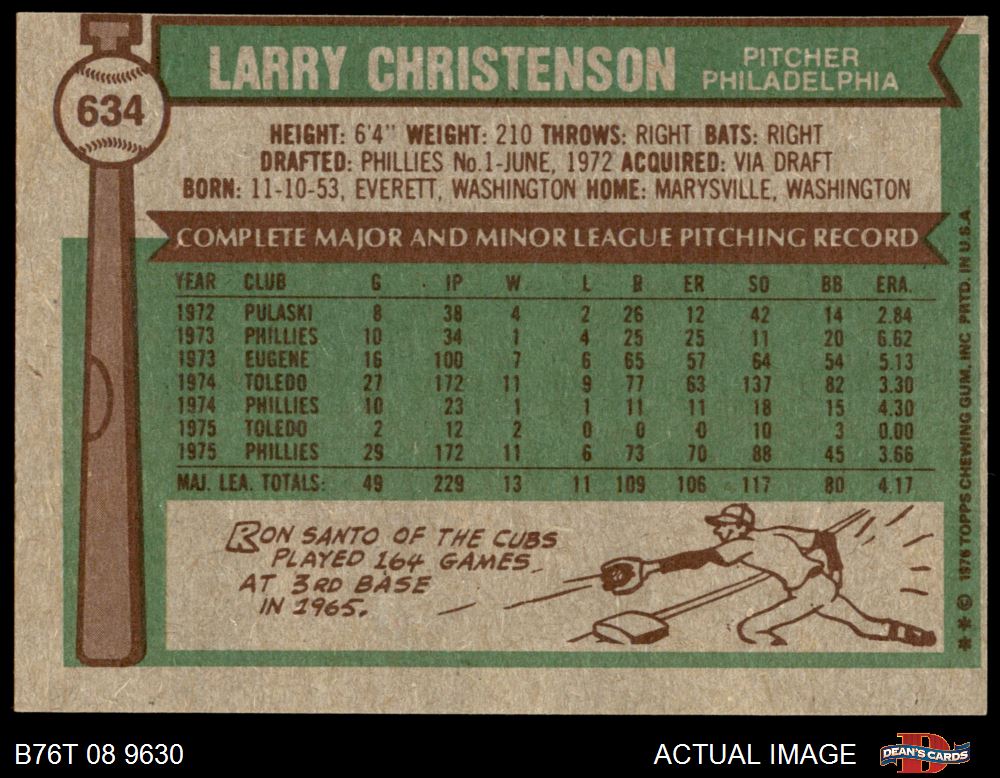 LARRY CHRISTENSON
PITCHER
PHILADELPHIA
634
HEIGHT: 6'4" WEIGHT: 210 THROWS: RIGHT BATS: RIGHT
DRAFTED: PHILLIES No.1-JUNE, 1972 ACQUIRED: VIA DRAFT
BORN: 11-10-53, EVERETT, WASHINGTON HOME: MARYSVILLE, WASHINGTON
COMPLETE MAJOR AND MINOR LEAGUE PITCHING RECORD
YEAR CLUB G IP W L R ER SO BB ERA.
1972 PULASKI 8 38 4 2 26 12 42 14 2.84
1973 PHILLIES 10 34 1 4 25 25 11 20 6.62
1973 EUGENE 16 100 7 6 65 57 64 54 5.13
1974 TOLEDO 27 172 11 9 77 63 137 82 3.30
1974 PHILLIES 10 23 1 1 11 11 18 15 4.30
1975 TOLEDO 2 12 2 0 0 0 10 3 0.00
1975 PHILLIES 29 172 11 6 73 70 88 45 3.66
MAJ. LEA. TOTALS: 49 229 13 11 109 106 117 80 4.17
RON SANTO OF THE CUBS
PLAYED 164 GAMES
AT 3RD BASE
IN 1965.
** © 1976 TOPPS CHEWING GUM, INC. PRTD. IN U.S.A.
B76T 08 9630
ACTUAL IMAGE
D
DEAN'S CARDS